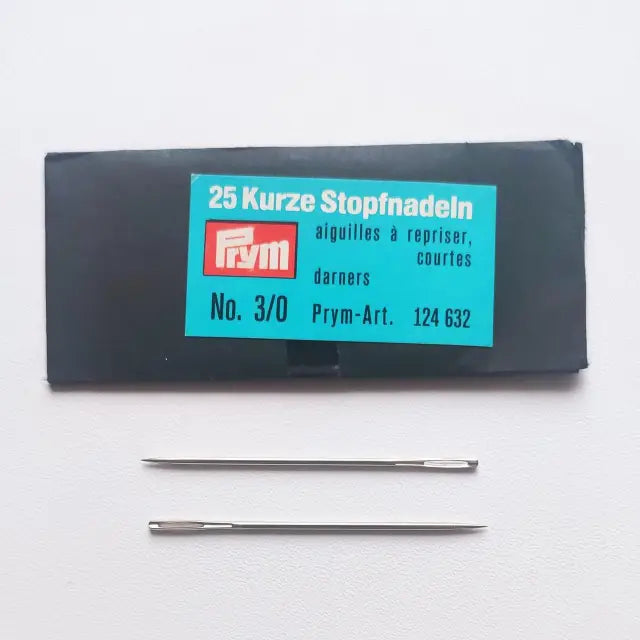 25 Kurze Stopfnadeln
Prym
aiguilles à repriser,
courtes
darners
No. 3/0
Prym-Art. 124 632